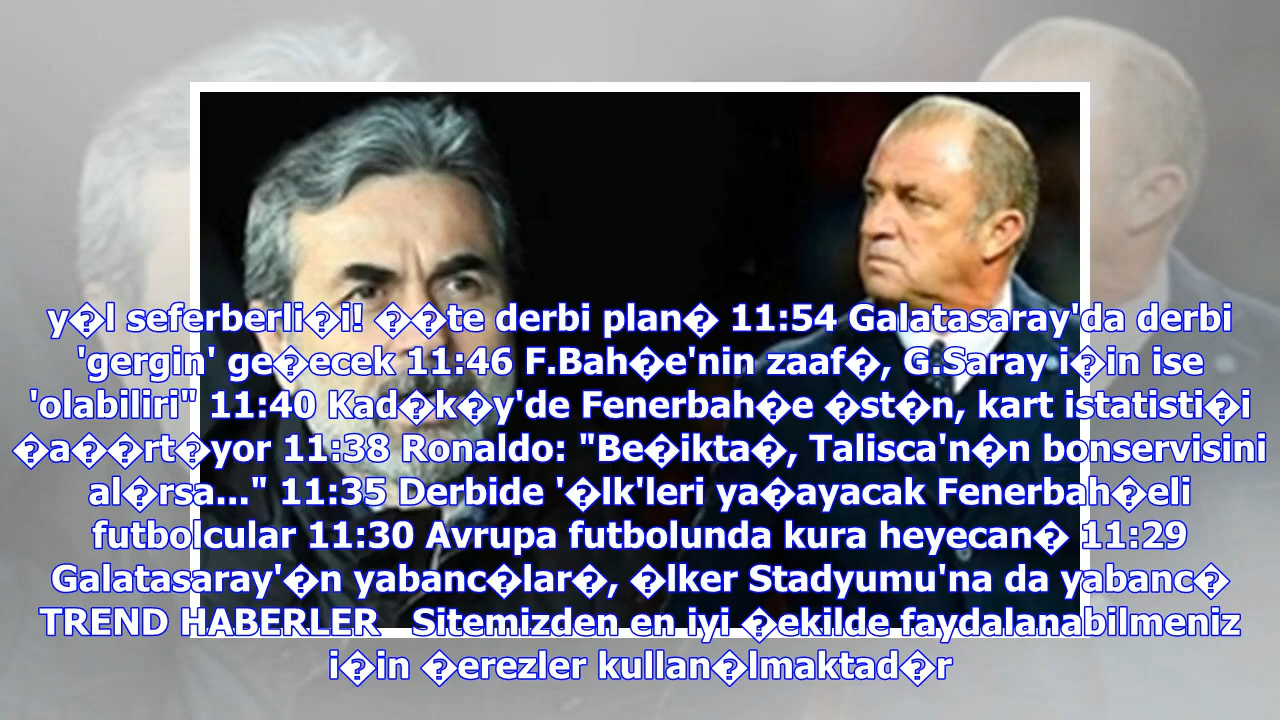 y�l seferberli�i! ��te derbi plan� 11:54 Galatasaray'da derbi
'gergin' ge�ecek 11:46 F.Bah�e'nin zaaf�, G.Saray i�in ise
'olabiliri" 11:40 Kad�k�y'de Fenerbah�e �st�n, kart istatisti�i
�a��rt�yor 11:38 Ronaldo: "Be�ikta�, Talisca'n�n bonservisini
al�rsa..." 11:35 Derbide '�lk'leri ya�ayacak Fenerbah�eli
futbolcular 11:30 Avrupa futbolunda kura heyecan� 11:29
Galatasaray'�n yabanc�lar�, �lker Stadyumu'na da yabanc�
TREND HABERLER Sitemizden en iyi �ekilde faydalanabilmeniz
i�in �erezler kullan�lmaktad�r